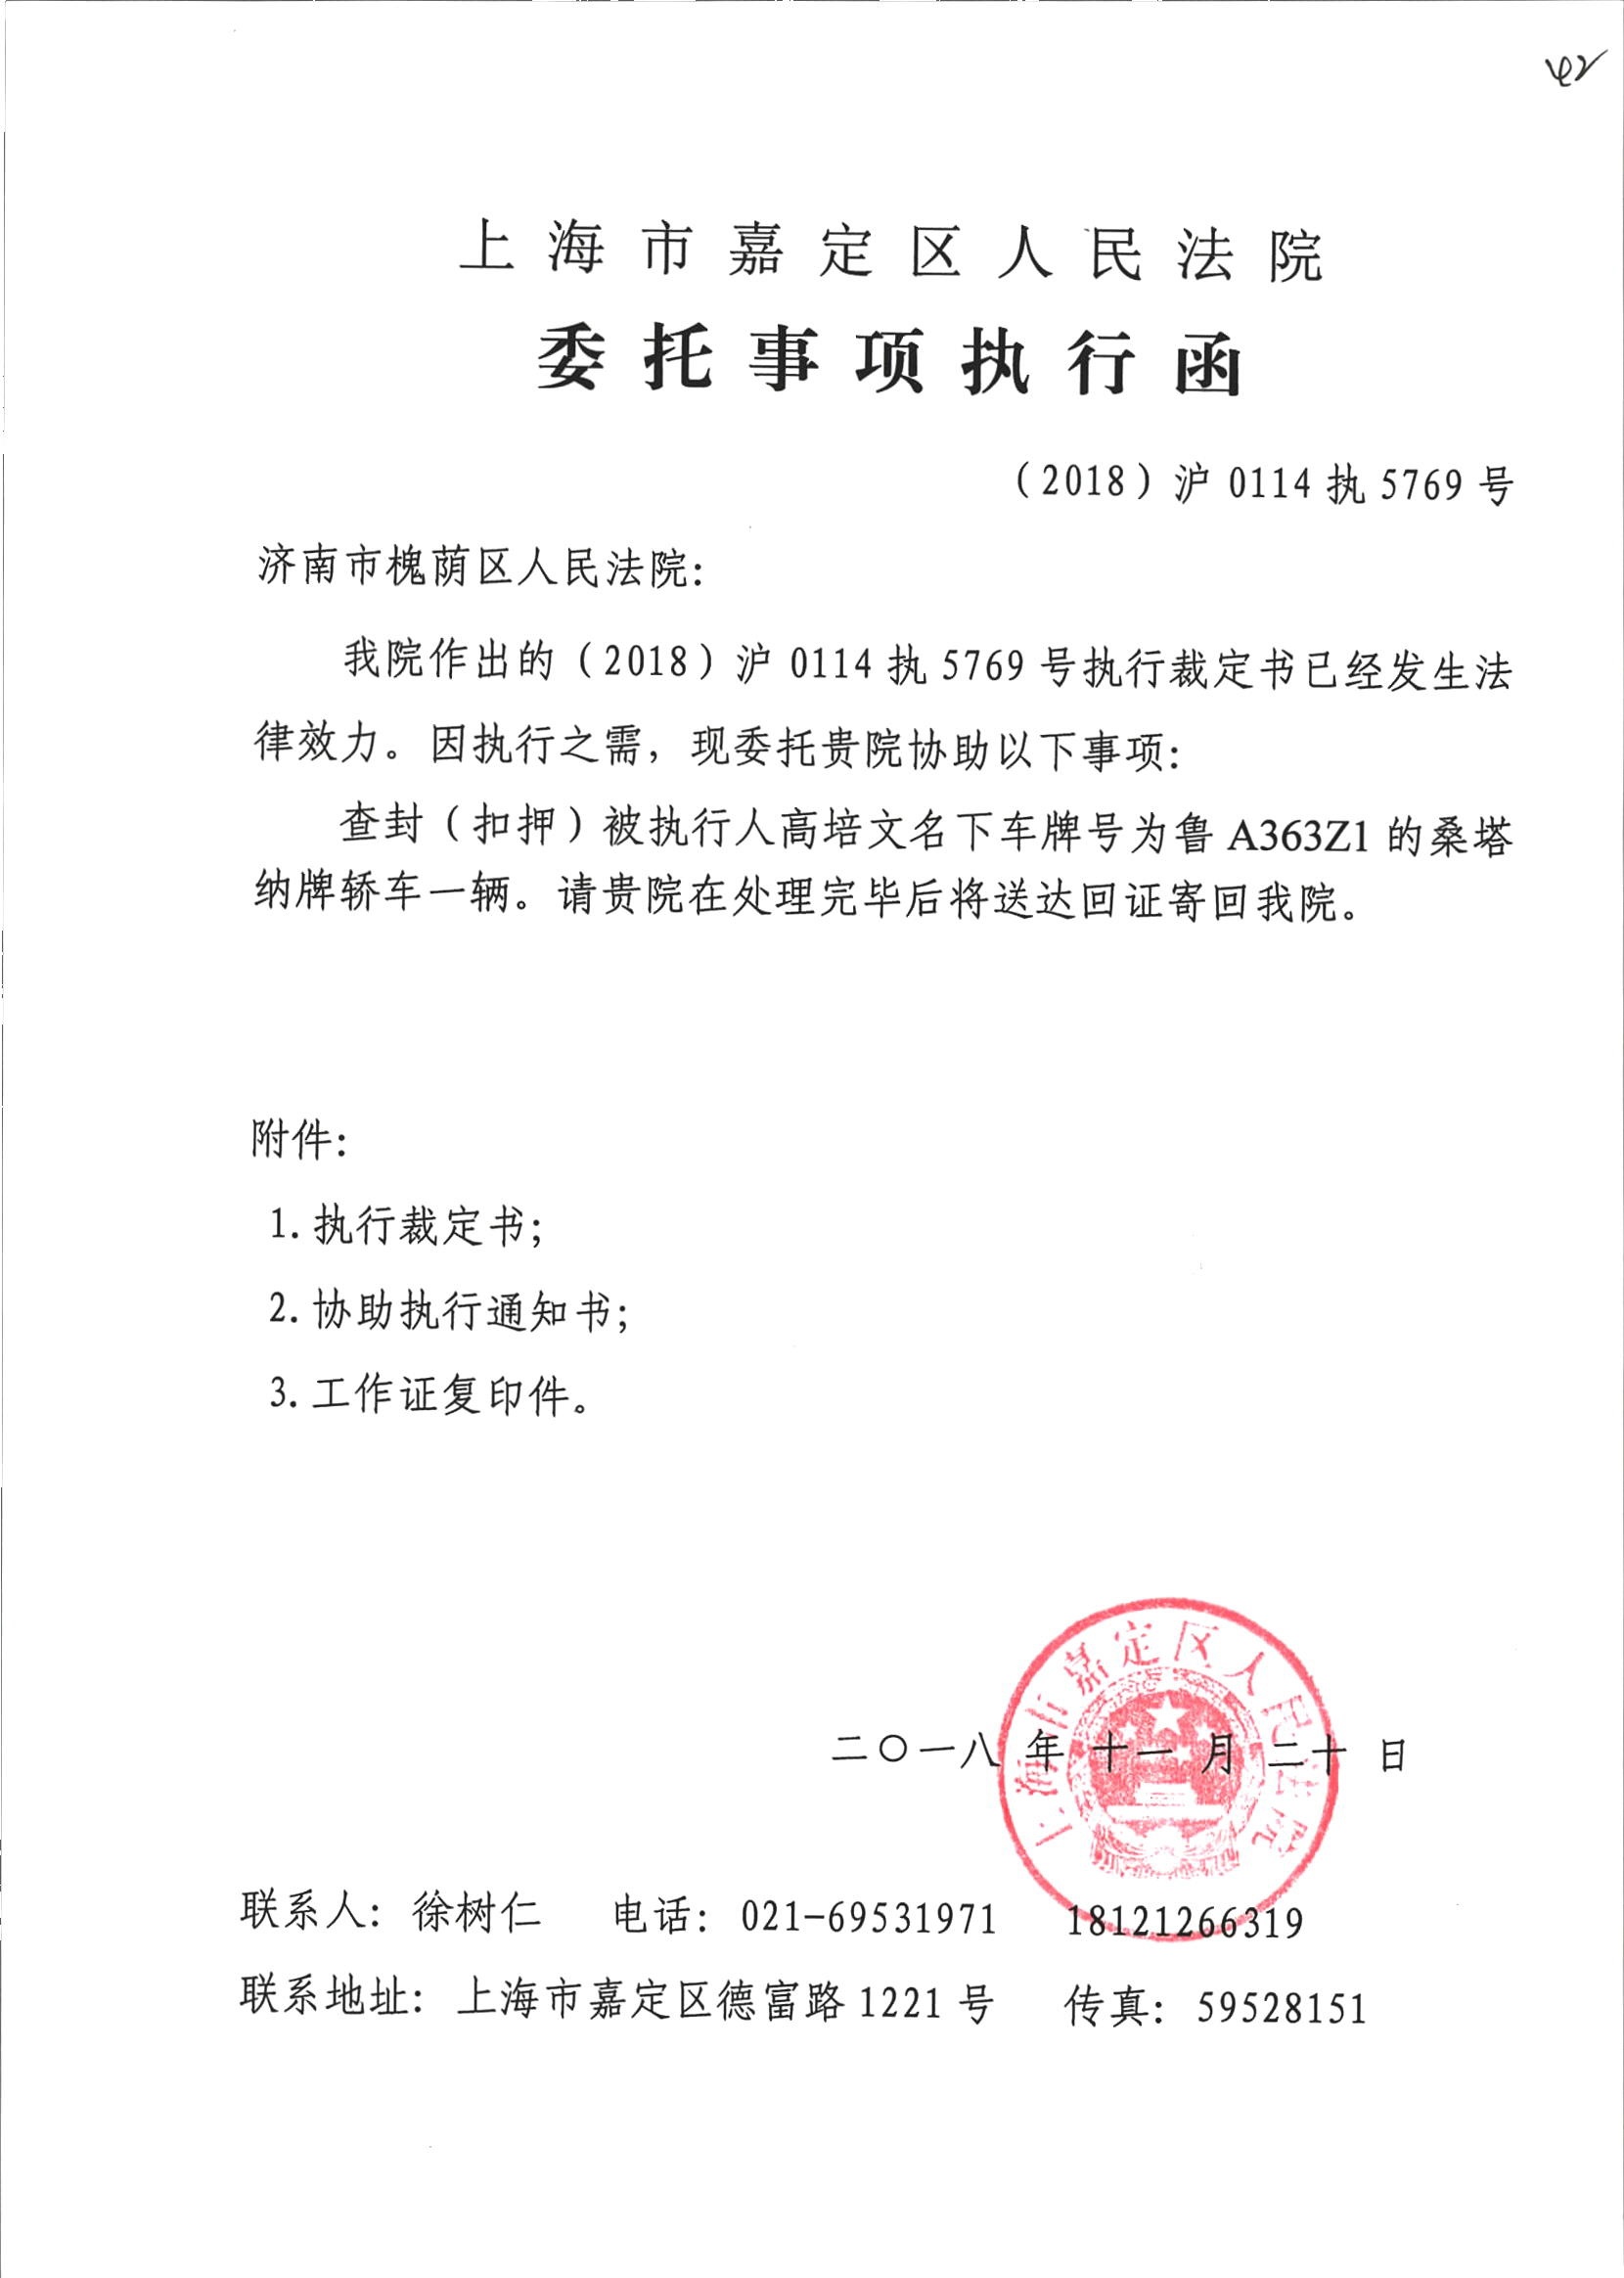 42
上海市嘉定区人民法院
委托事项执行函
（2018）沪 0114 执 5769 号
济南市槐荫区人民法院：
我院作出的（2018）沪 0114 执 5769 号执行裁定书已经发生法
律效力。因执行之需，现委托贵院协助以下事项：
查封（扣押）被执行人高培文名下车牌号为鲁 A363Z1 的桑塔
纳牌轿车一辆。请贵院在处理完毕后将送达回证寄回我院。
附件：
1. 执行裁定书；
2. 协助执行通知书；
3. 工作证复印件。
上海市嘉定区人民法院
二〇一八 年 十一 月 二十 日
联系人：徐树仁 电话：021-69531971 18121266319
联系地址：上海市嘉定区德富路 1221 号 传真：59528151